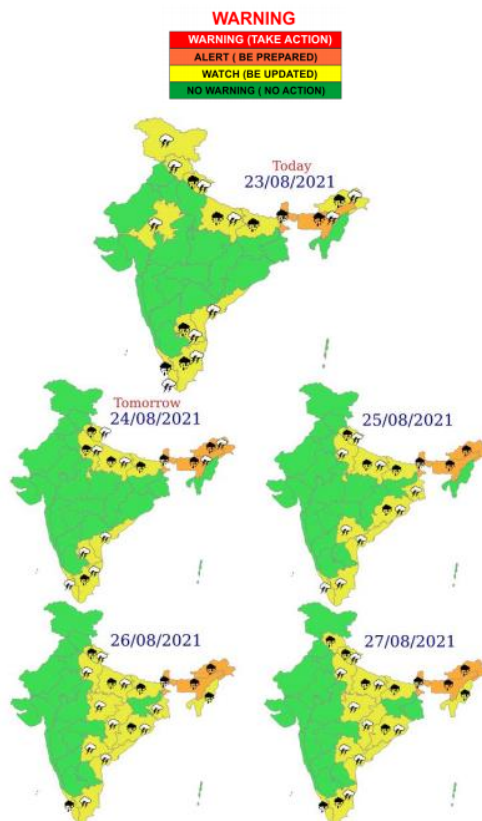 WARNING
WARNING (TAKE ACTION)
ALERT ( BE PREPARED)
WATCH (BE UPDATED)
NO WARNING ( NO ACTION)
Today
23/08/2021
Tomorrow
24/08/2021
25/08/2021
26/08/2021
27/08/2021